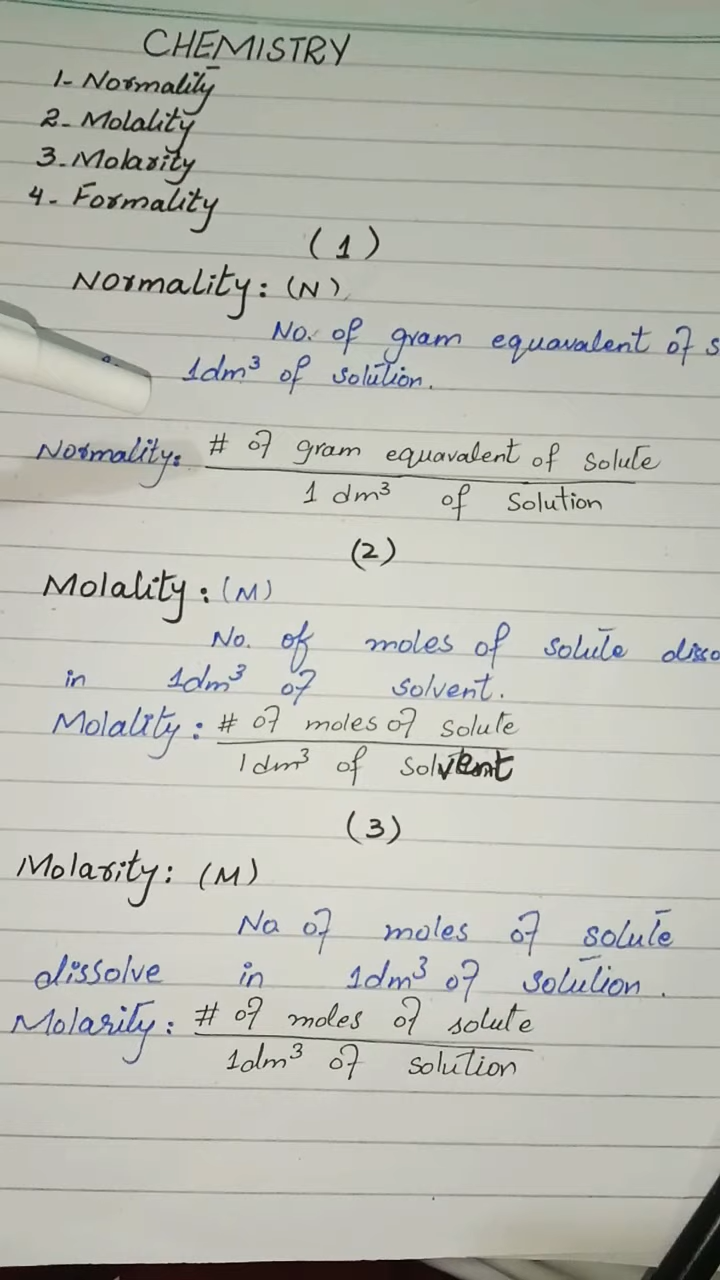 CHEMISTRY
1- Normality
2- Molality
3- Molarity
4- Formality
(1)
Normality: (N)
No. of gram equavalent of s
1dm³ of solution.
Normality: # of gram equavalent of solute
1 dm³ of Solution
(2)
Molality: (M)
No. of moles of solute disso
in 1dm³ of solvent.
Molality: # of moles of solute
1dm³ of solvent
(3)
Molarity: (M)
No of moles of solute
dissolve in 1dm³ of solution.
Molarity: # of moles of solute
1dm³ of solution